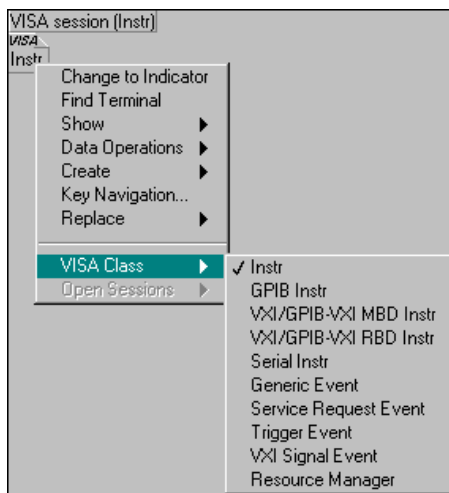 VISA session (Instr)
VISA
Instr
Change to Indicator
Find Terminal
Show
Data Operations
Create
Key Navigation...
Replace
VISA Class
Open Sessions
Instr
GPIB Instr
VXI/GPIB-VXI MBD Instr
VXI/GPIB-VXI RBD Instr
Serial Instr
Generic Event
Service Request Event
Trigger Event
VXI Signal Event
Resource Manager